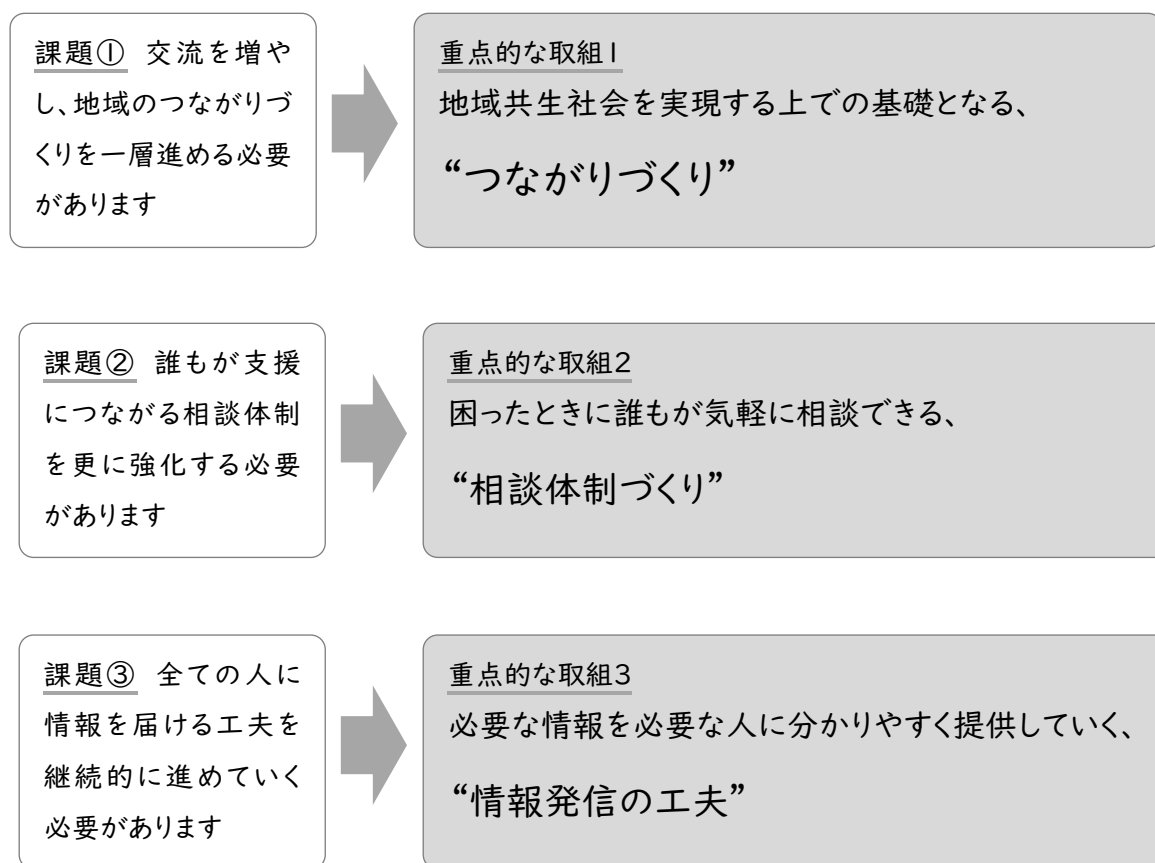 課題① 交流を増や
し、地域のつながりづ
くりを一層進める必要
があります
重点的な取組1
地域共生社会を実現する上での基礎となる、
“つながりづくり”
課題② 誰もが支援
につながる相談体制
を更に強化する必要
があります
重点的な取組2
困ったときに誰もが気軽に相談できる、
“相談体制づくり”
課題③ 全ての人に
情報を届ける工夫を
継続的に進めていく
必要があります
重点的な取組3
必要な情報を必要な人に分かりやすく提供していく、
“情報発信の工夫”